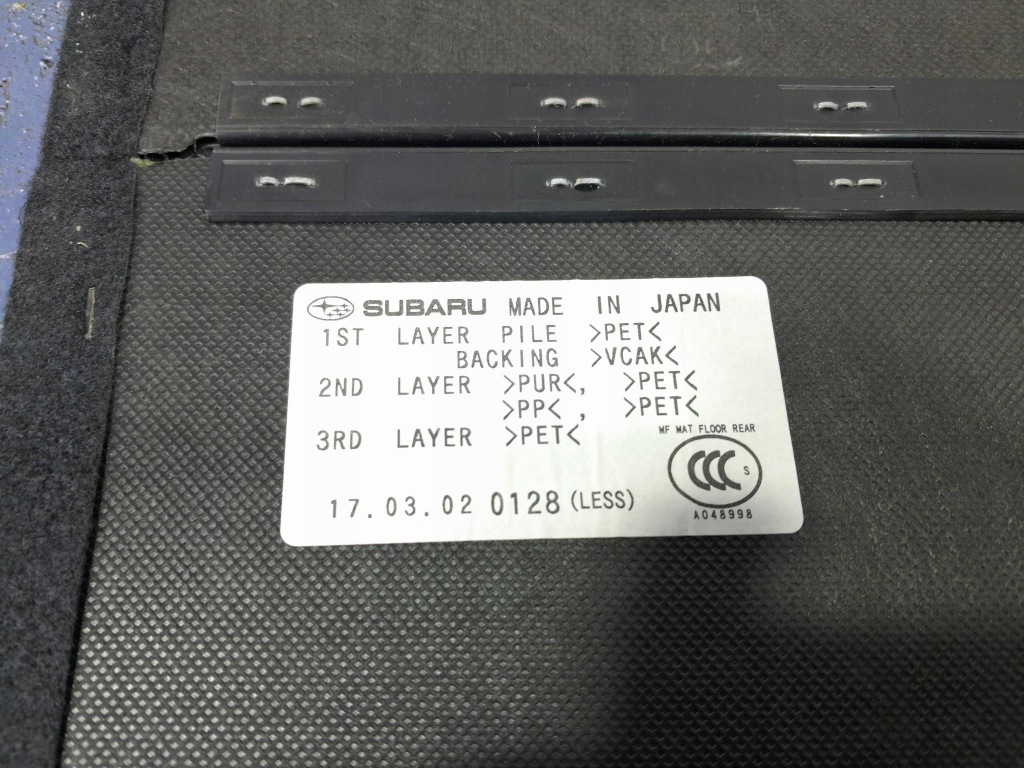 SUBARU MADE IN JAPAN
1ST LAYER PILE >PET<
BACKING >VCAK<
2ND LAYER >PUR<, >PET<
>PP<, >PET<
3RD LAYER >PET<
MF MAT FLOOR REAR
CCC S
A048998
17.03.02 0128 (LESS)